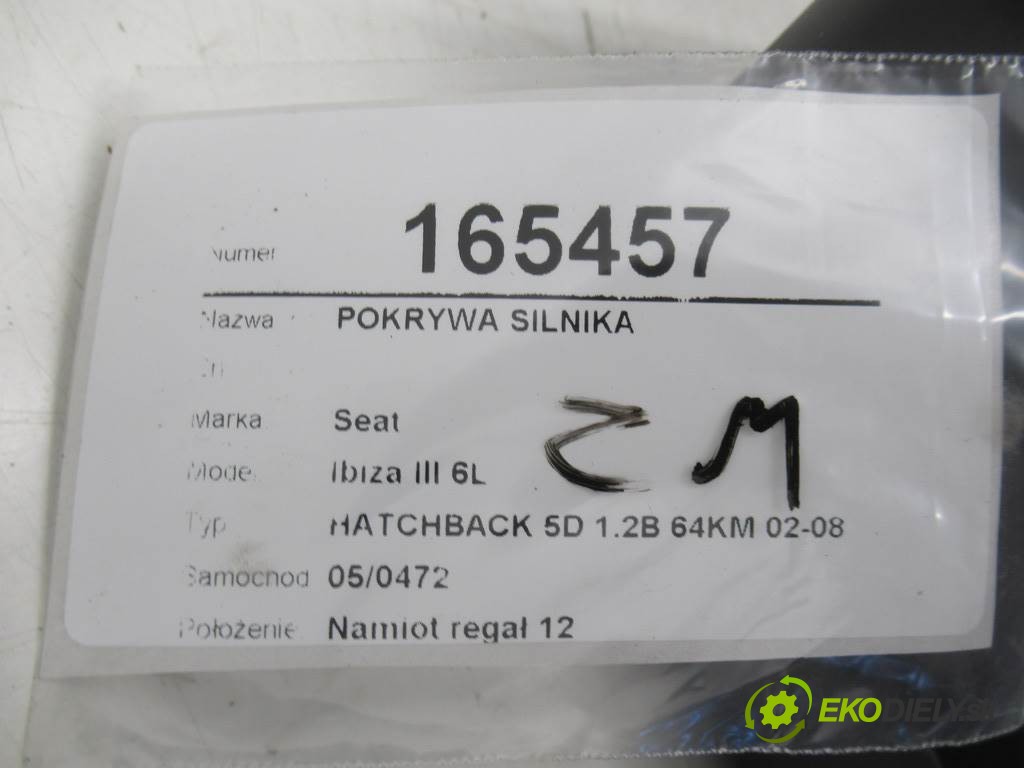 Numer 165457
Nazwa POKRYWA SILNIKA
Marka Seat
Model Ibiza III 6L
Z M
Typ HATCHBACK 5D 1.2B 64KM 02-08
Samochod 05/0472
Położenie Namiot regał 12
EKODIELY.SK